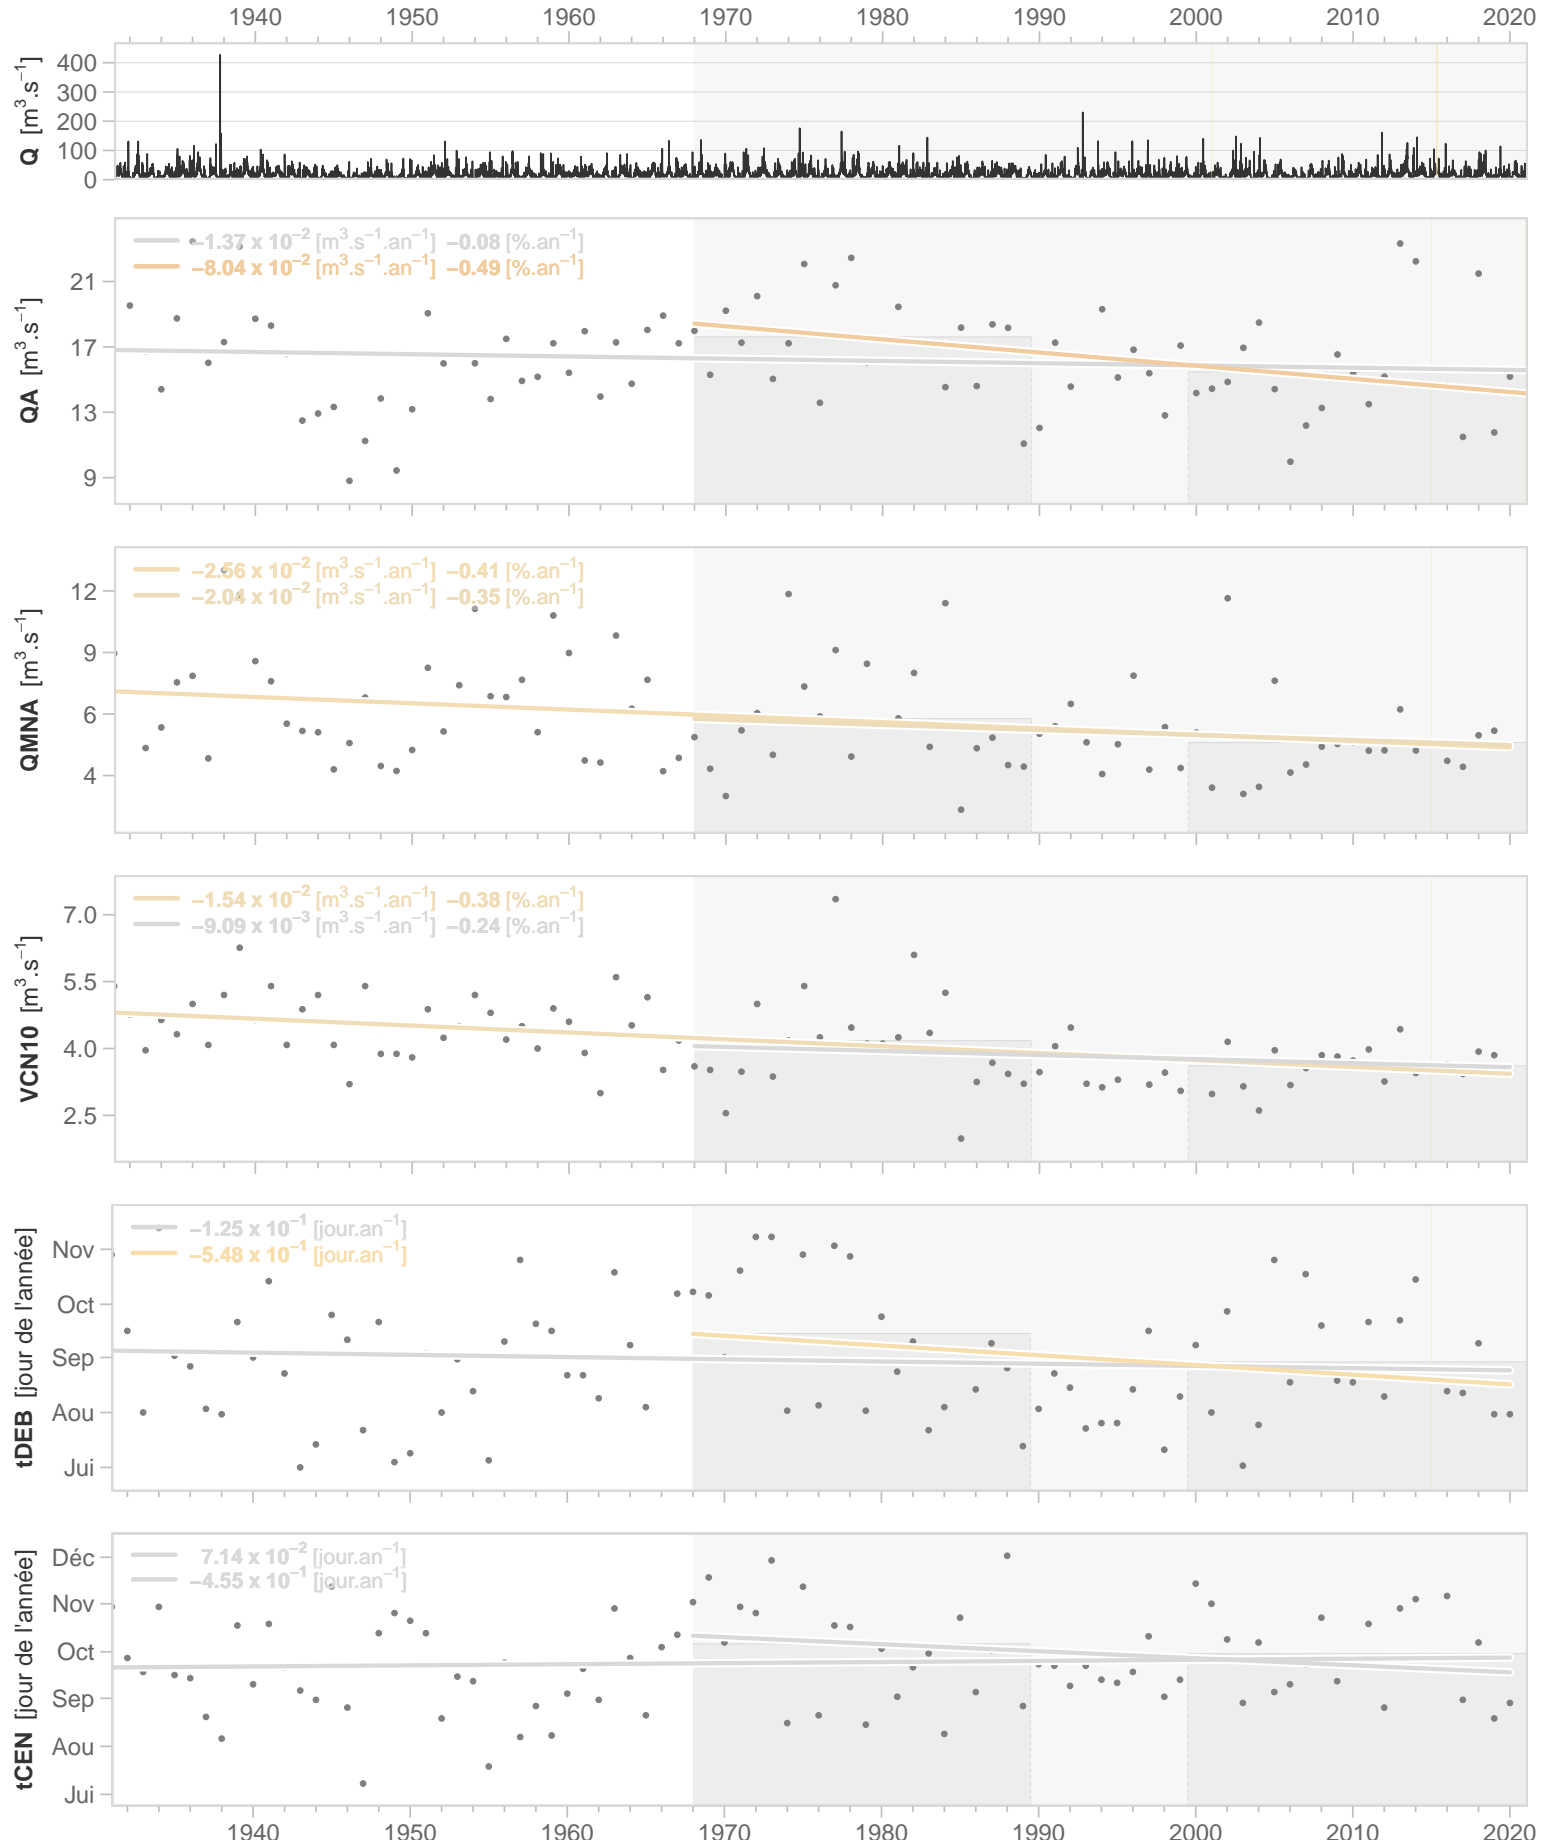 1940 1950 1960 1970 1980 1990 2000 2010 2020
Q [m³.s⁻¹]
400
300
200
100
0
QA [m³.s⁻¹]
−1.37 x 10⁻² [m³.s⁻¹.an⁻¹] −0.08 [%.an⁻¹]
−8.04 x 10⁻² [m³.s⁻¹.an⁻¹] −0.49 [%.an⁻¹]
21
17
13
9
QMNA [m³.s⁻¹]
−2.56 x 10⁻² [m³.s⁻¹.an⁻¹] −0.41 [%.an⁻¹]
−2.04 x 10⁻² [m³.s⁻¹.an⁻¹] −0.35 [%.an⁻¹]
12
9
6
4
VCN10 [m³.s⁻¹]
−1.54 x 10⁻² [m³.s⁻¹.an⁻¹] −0.38 [%.an⁻¹]
−9.09 x 10⁻³ [m³.s⁻¹.an⁻¹] −0.24 [%.an⁻¹]
7.0
5.5
4.0
2.5
tDEB [jour de l'année]
−1.25 x 10⁻¹ [jour.an⁻¹]
−5.48 x 10⁻¹ [jour.an⁻¹]
Nov
Oct
Sep
Aou
Jui
tCEN [jour de l'année]
7.14 x 10⁻² [jour.an⁻¹]
−4.55 x 10⁻¹ [jour.an⁻¹]
Déc
Nov
Oct
Sep
Aou
Jui
1940 1950 1960 1970 1980 1990 2000 2010 2020